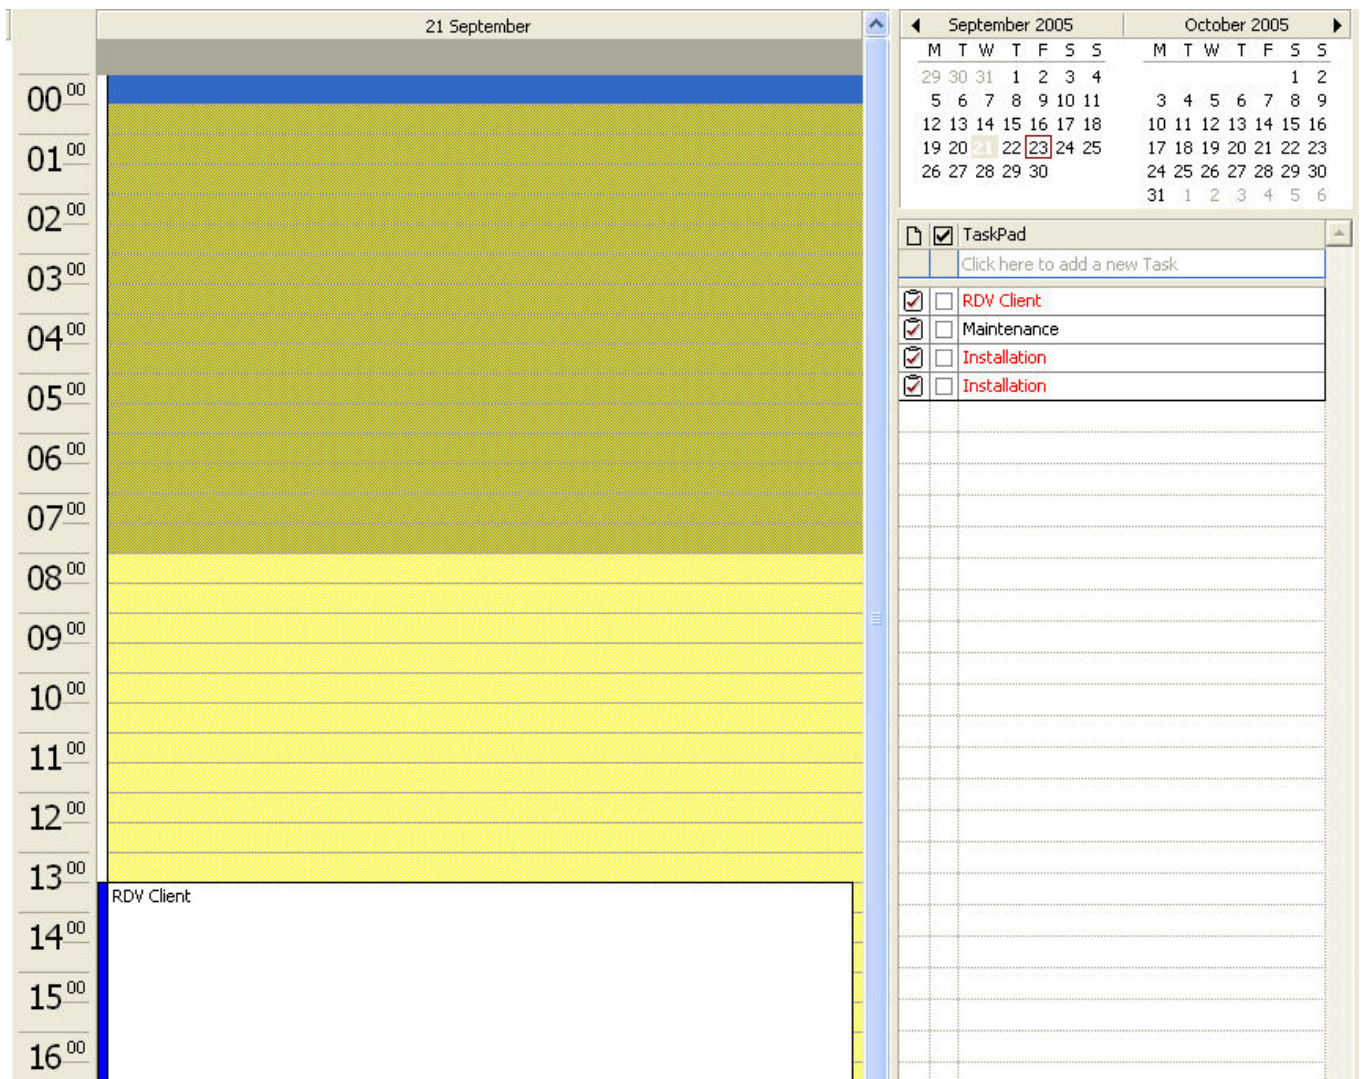 21 September
00 00
01 00
02 00
03 00
04 00
05 00
06 00
07 00
08 00
09 00
10 00
11 00
12 00
13 00
RDV Client
14 00
15 00
16 00
September 2005
M T W T F S S
29 30 31 1 2 3 4
5 6 7 8 9 10 11
12 13 14 15 16 17 18
19 20 21 22 23 24 25
26 27 28 29 30
October 2005
M T W T F S S
1 2
3 4 5 6 7 8 9
10 11 12 13 14 15 16
17 18 19 20 21 22 23
24 25 26 27 28 29 30
31 1 2 3 4 5 6
TaskPad
Click here to add a new Task
RDV Client
Maintenance
Installation
Installation